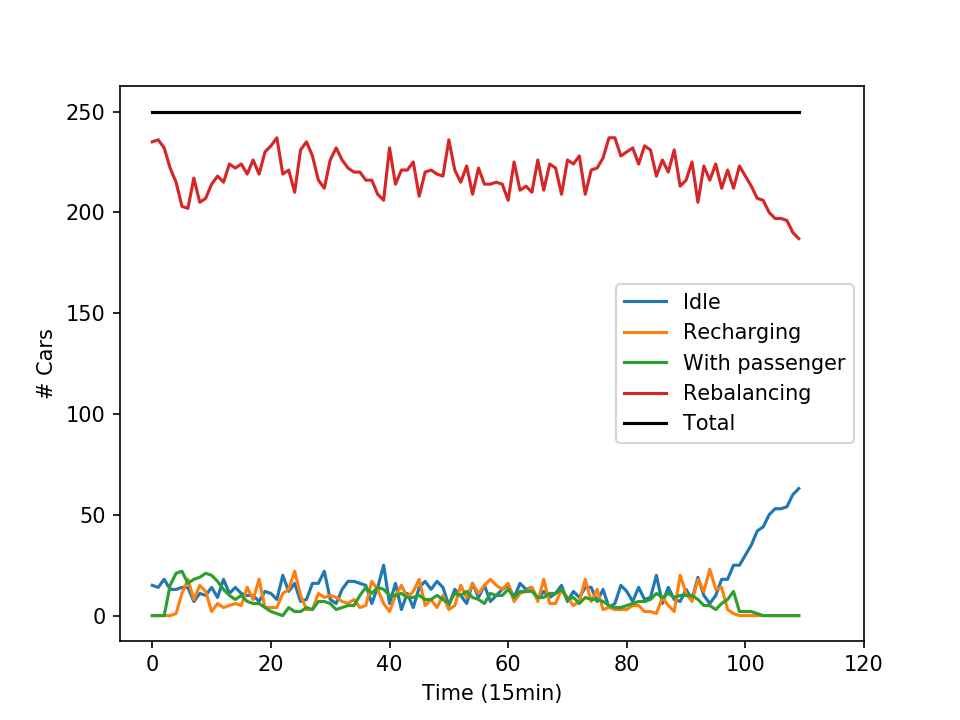 250
200
150
100
50
0
# Cars
0 20 40 60 80 100 120
Time (15min)
Idle
Recharging
With passenger
Rebalancing
Total